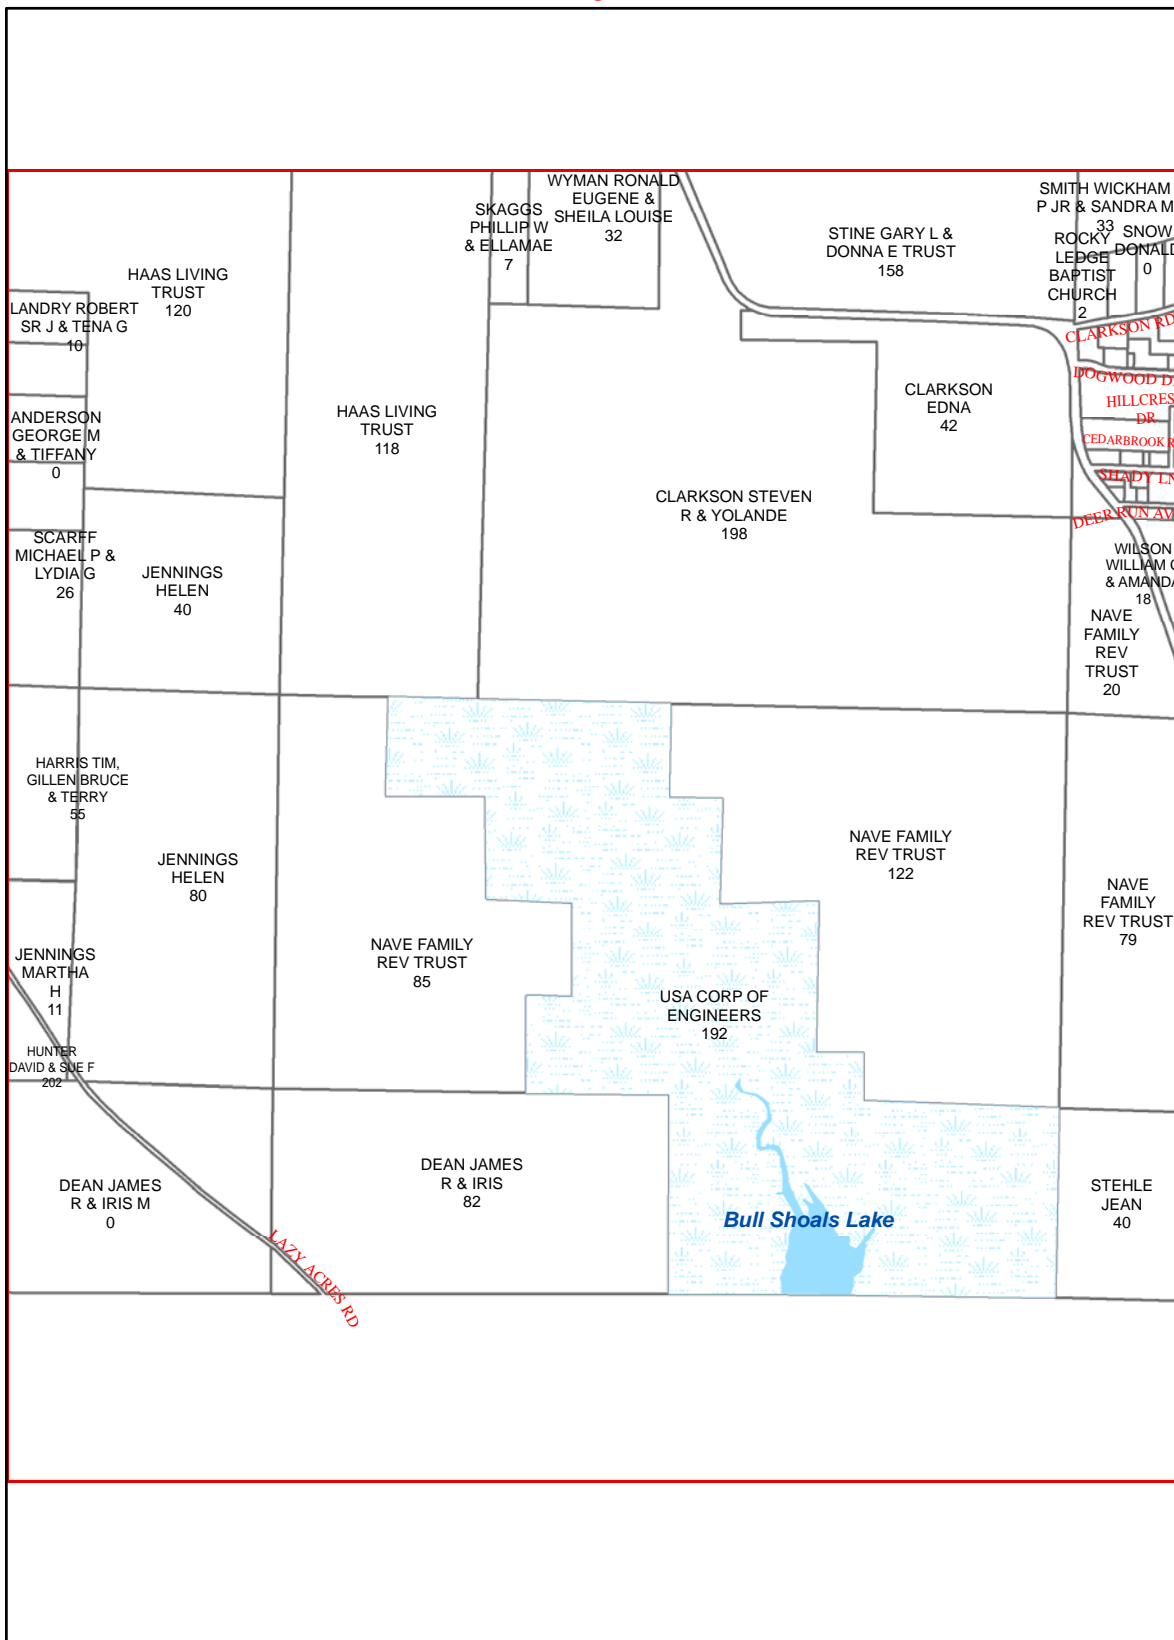 WYMAN RONALD
EUGENE &
SHEILA LOUISE
32
SKAGGS
PHILLIP W
& ELLAMAE
7
STINE GARY L &
DONNA E TRUST
158
SMITH WICKHAM
P JR & SANDRA M
33
SNOW
DONALD
0
ROCKY
LEDGE
BAPTIST
CHURCH
2
HAAS LIVING
TRUST
120
LANDRY ROBERT
SR J & TENA G
10
CLARKSON RD
DOGWOOD D
HILLCRES
DR
CEDARBROOK R
SHADY LN
DEER RUN AV
ANDERSON
GEORGE M
& TIFFANY
0
HAAS LIVING
TRUST
118
CLARKSON
EDNA
42
CLARKSON STEVEN
R & YOLANDE
198
SCARFF
MICHAEL P &
LYDIA G
26
JENNINGS
HELEN
40
WILSON
WILLIAM C
& AMANDA
18
NAVE
FAMILY
REV
TRUST
20
HARRIS TIM,
GILLEN BRUCE
& TERRY
55
JENNINGS
HELEN
80
NAVE FAMILY
REV TRUST
122
NAVE
FAMILY
REV TRUST
79
NAVE FAMILY
REV TRUST
85
JENNINGS
MARTHA
H
11
USA CORP OF
ENGINEERS
192
HUNTER
DAVID & SUE F
202
DEAN JAMES
R & IRIS M
0
DEAN JAMES
R & IRIS
82
STEHLE
JEAN
40
Bull Shoals Lake
LAZY ACRES RD